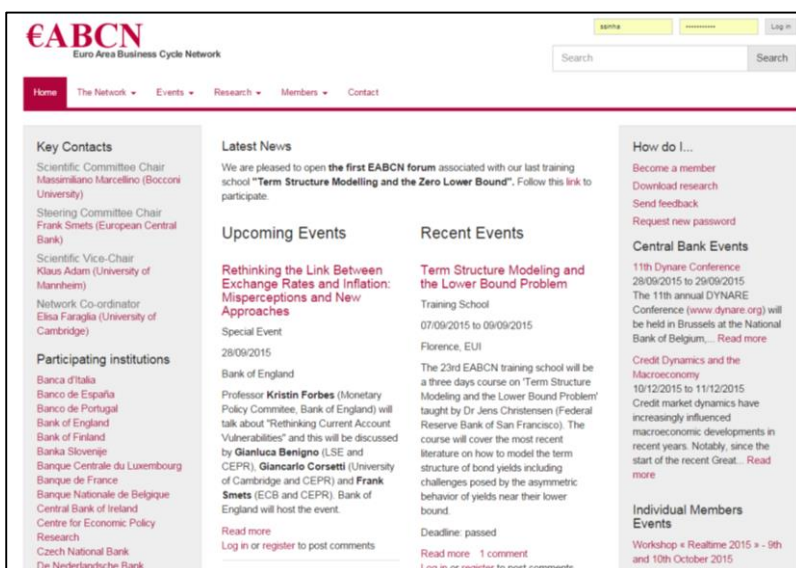 €ABCN
Euro Area Business Cycle Network
ssinha
••••••••••••
Log in
Search
Search
Home
The Network
Events
Research
Members
Contact
Key Contacts
Scientific Committee Chair
Massimiliano Marcellino (Bocconi
University)
Steering Committee Chair
Frank Smets (European Central
Bank)
Scientific Vice-Chair
Klaus Adam (University of
Mannheim)
Network Co-ordinator
Elisa Faraglia (University of
Cambridge)
Participating institutions
Banca d'Italia
Banco de España
Banco de Portugal
Bank of England
Bank of Finland
Banka Slovenije
Banque Centrale du Luxembourg
Banque de France
Banque Nationale de Belgique
Central Bank of Ireland
Centre for Economic Policy
Research
Czech National Bank
De Nederlandsche Bank
Latest News
We are pleased to open the first EABCN forum associated with our last training
school "Term Structure Modelling and the Zero Lower Bound". Follow this link to
participate.
Upcoming Events
Rethinking the Link Between
Exchange Rates and Inflation:
Misperceptions and New
Approaches
Special Event
28/09/2015
Bank of England
Professor Kristin Forbes (Monetary
Policy Commitee, Bank of England) will
talk about "Rethinking Current Account
Vulnerabilities" and this will be discussed
by Gianluca Benigno (LSE and
CEPR), Giancarlo Corsetti (University
of Cambridge and CEPR) and Frank
Smets (ECB and CEPR). Bank of
England will host the event.
Read more
Log in or register to post comments
Recent Events
Term Structure Modeling and
the Lower Bound Problem
Training School
07/09/2015 to 09/09/2015
Florence, EUI
The 23rd EABCN training school will be
a three days course on 'Term Structure
Modeling and the Lower Bound Problem'
taught by Dr Jens Christensen (Federal
Reserve Bank of San Francisco). The
course will cover the most recent
literature on how to model the term
structure of bond yields including
challenges posed by the asymmetric
behavior of yields near their lower
bound.
Deadline: passed
Read more 1 comment
Log in or register to post comments
How do I...
Become a member
Download research
Send feedback
Request new password
Central Bank Events
11th Dynare Conference
28/09/2015 to 29/09/2015
The 11th annual DYNARE
Conference (www.dynare.org) will
be held in Brussels at the National
Bank of Belgium,... Read more
Credit Dynamics and the
Macroeconomy
10/12/2015 to 11/12/2015
Credit market dynamics have
increasingly influenced
macroeconomic developments in
recent years. Notably, since the
start of the recent Great... Read
more
Individual Members
Events
Workshop « Realtime 2015 » - 9th
and 10th October 2015